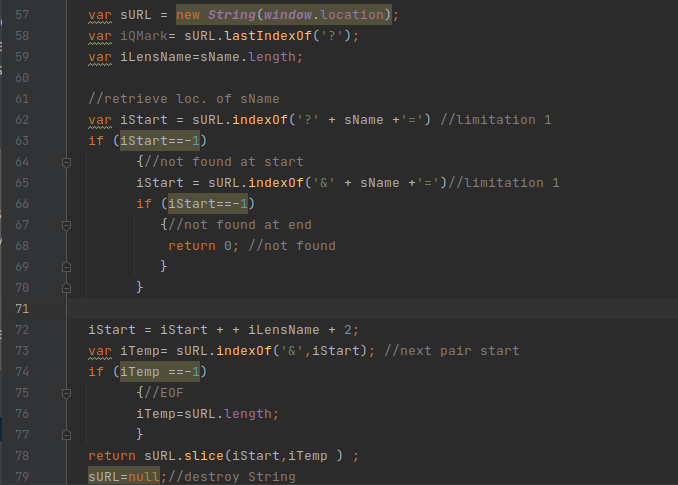 57 var sURL = new String(window.location);
58 var iQMark= sURL.lastIndexOf('?');
59 var iLensName=sName.length;
60
61 //retrieve loc. of sName
62 var iStart = sURL.indexOf('?' + sName +'=') //limitation 1
63 if (iStart==-1)
64 {//not found at start
65 iStart = sURL.indexOf('&' + sName +'=')//limitation 1
66 if (iStart==-1)
67 {//not found at end
68 return 0; //not found
69 }
70 }
71
72 iStart = iStart + + iLensName + 2;
73 var iTemp= sURL.indexOf('&',iStart); //next pair start
74 if (iTemp ==-1)
75 {//EOF
76 iTemp=sURL.length;
77 }
78 return sURL.slice(iStart,iTemp ) ;
79 sURL=null;//destroy String